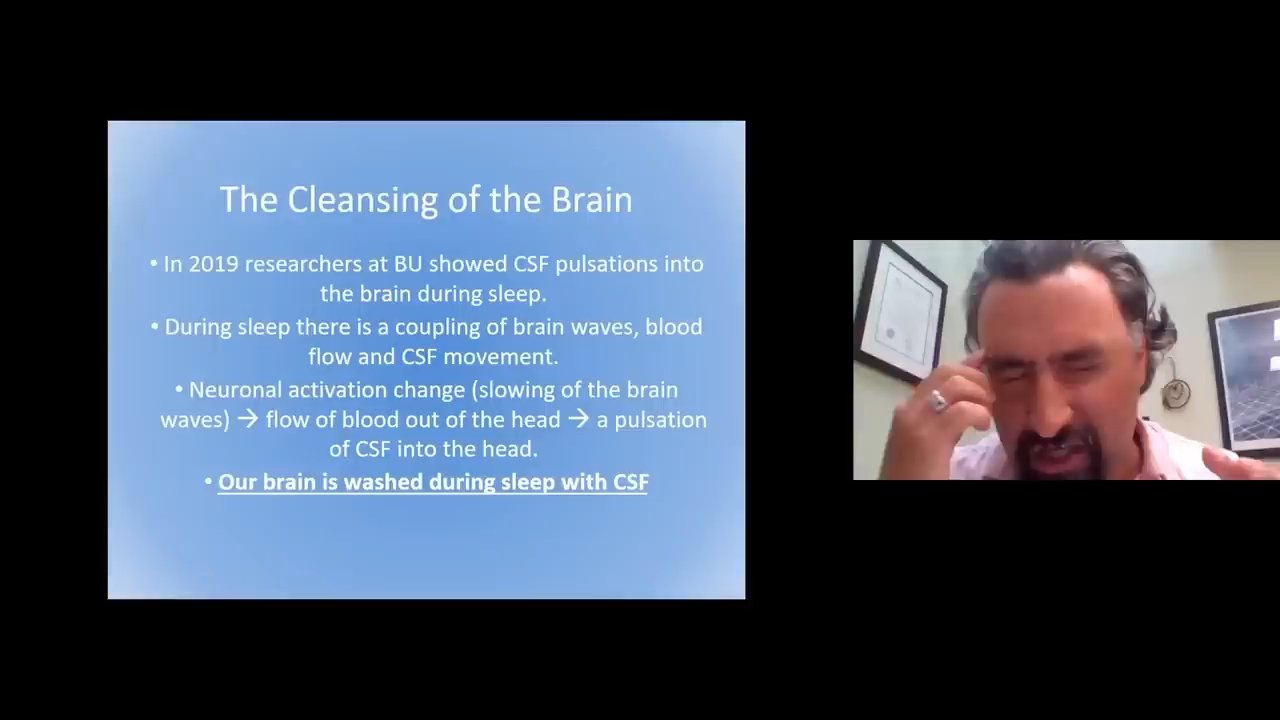 The Cleansing of the Brain
• In 2019 researchers at BU showed CSF pulsations into
the brain during sleep.
• During sleep there is a coupling of brain waves, blood
flow and CSF movement.
• Neuronal activation change (slowing of the brain
waves) → flow of blood out of the head → a pulsation
of CSF into the head.
• Our brain is washed during sleep with CSF